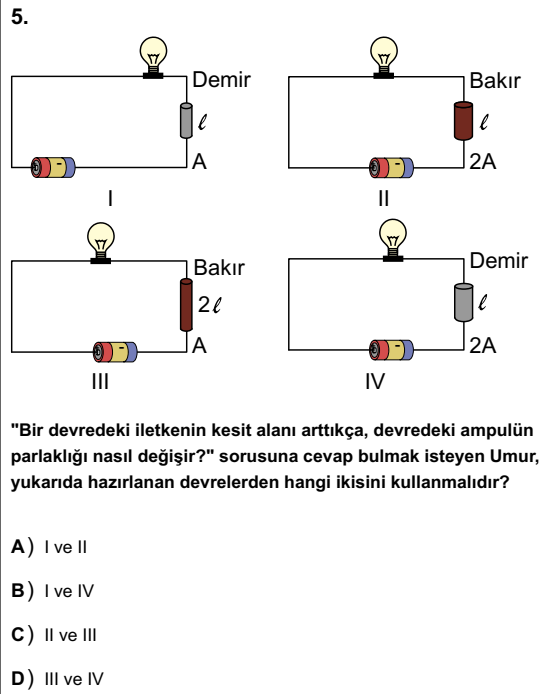 5.
Demir
ℓ
A
I
Bakır
ℓ
2A
II
Bakır
2ℓ
A
III
Demir
ℓ
2A
IV
"Bir devredeki iletkenin kesit alanı arttıkça, devredeki ampülün
parlaklığı nasıl değişir?" sorusuna cevap bulmak isteyen Umur,
yukarıda hazırlanan devrelerden hangi ikisini kullanmalıdır?
A) I ve II
B) I ve IV
C) II ve III
D) III ve IV